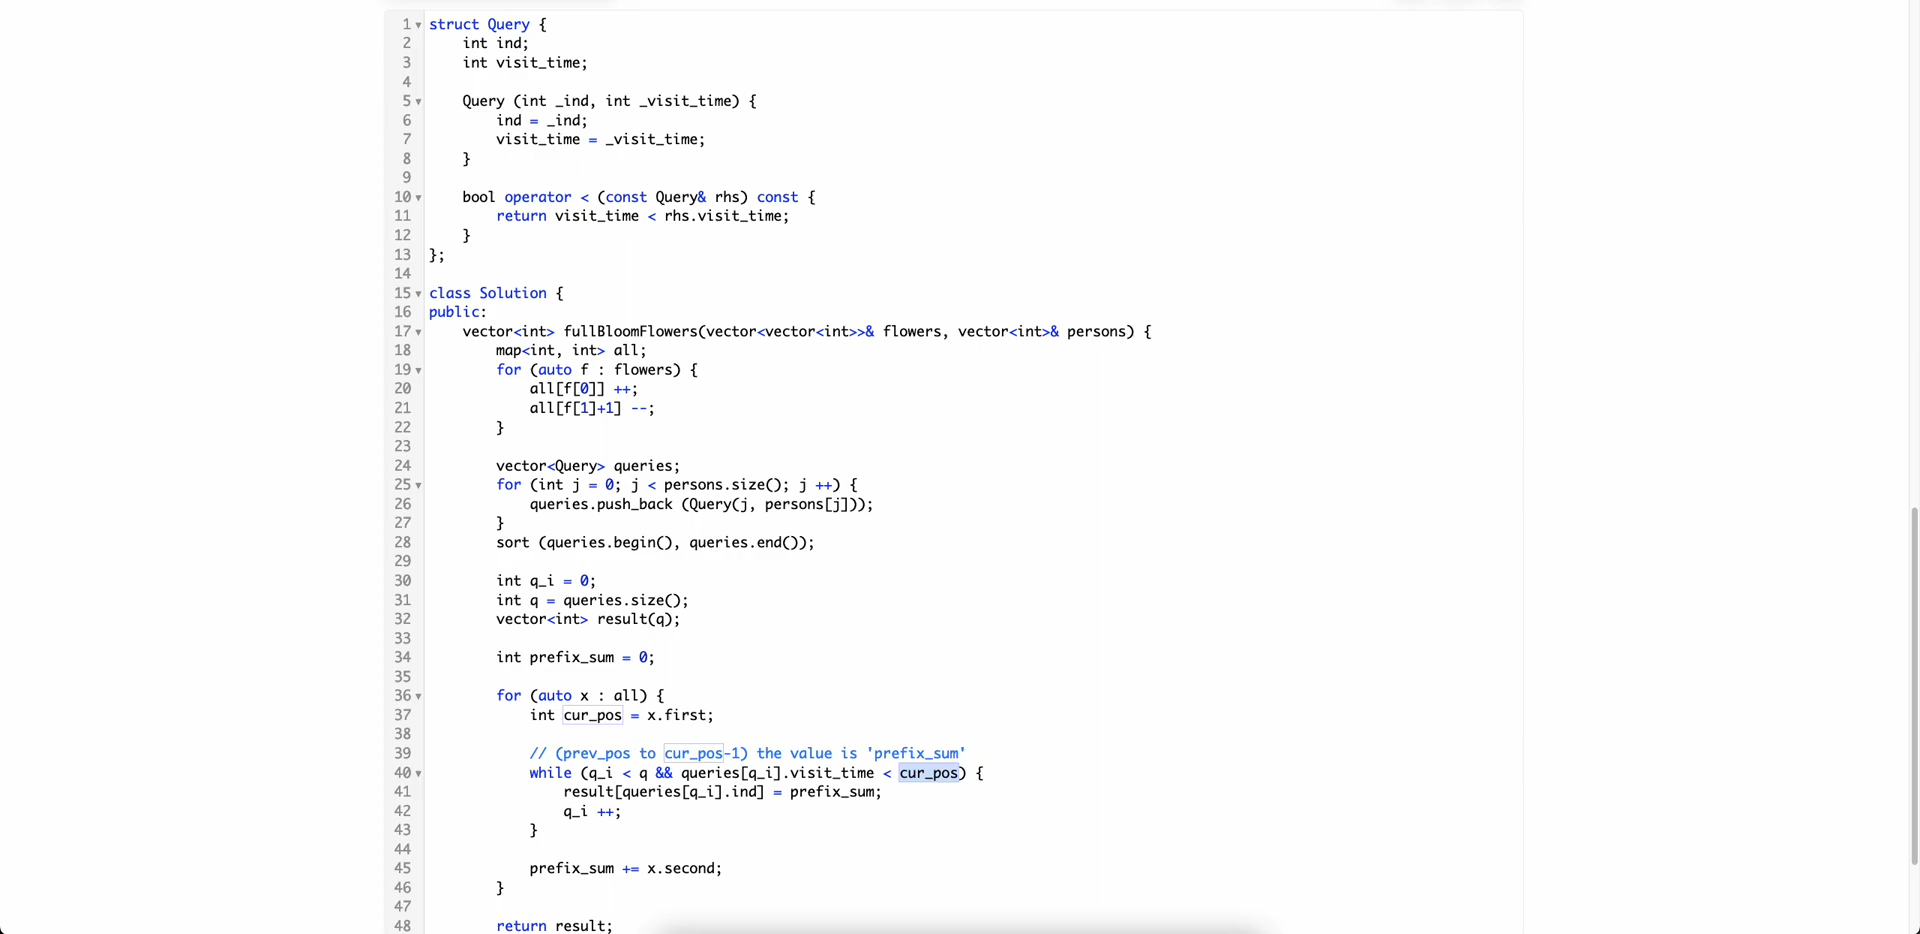 1 struct Query {
2 int ind;
3 int visit_time;
4
5 Query (int _ind, int _visit_time) {
6 ind = _ind;
7 visit_time = _visit_time;
8 }
9
10 bool operator < (const Query& rhs) const {
11 return visit_time < rhs.visit_time;
12 }
13 };
14
15 class Solution {
16 public:
17 vector<int> fullBloomFlowers(vector<vector<int>>& flowers, vector<int>& persons) {
18 map<int, int> all;
19 for (auto f : flowers) {
20 all[f[0]] ++;
21 all[f[1]+1] --;
22 }
23
24 vector<Query> queries;
25 for (int j = 0; j < persons.size(); j ++) {
26 queries.push_back (Query(j, persons[j]));
27 }
28 sort (queries.begin(), queries.end());
29
30 int q_i = 0;
31 int q = queries.size();
32 vector<int> result(q);
33
34 int prefix_sum = 0;
35
36 for (auto x : all) {
37 int cur_pos = x.first;
38
39 // (prev_pos to cur_pos-1) the value is 'prefix_sum'
40 while (q_i < q && queries[q_i].visit_time < cur_pos) {
41 result[queries[q_i].ind] = prefix_sum;
42 q_i ++;
43 }
44
45 prefix_sum += x.second;
46 }
47
48 return result;